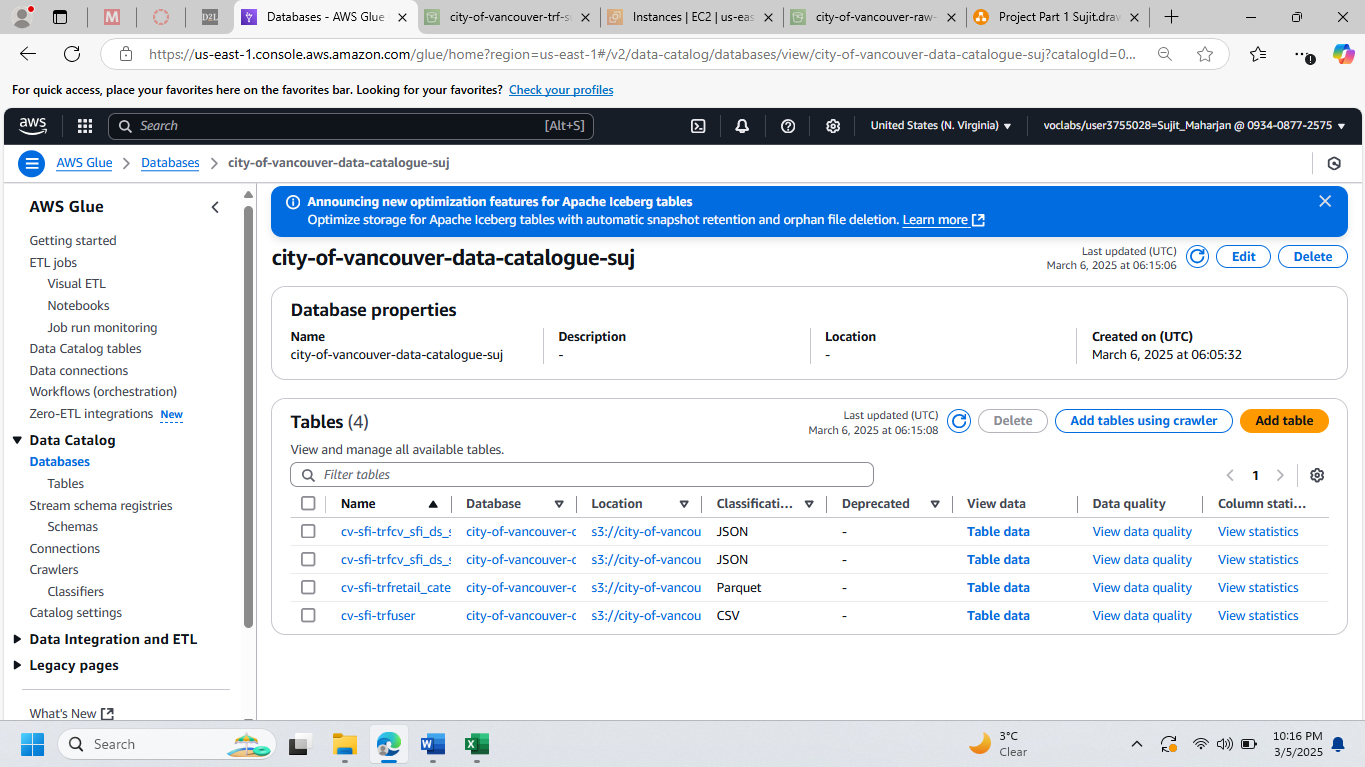 M
D2L
Databases - AWS Glue
city-of-vancouver-trf-s
Instances | EC2 | us-eas
city-of-vancouver-raw-
Project Part 1 Sujit.draw
https://us-east-1.console.aws.amazon.com/glue/home?region=us-east-1#/v2/data-catalog/databases/view/city-of-vancouver-data-catalogue-suj?catalogId=0...
For quick access, place your favorites here on the favorites bar. Looking for your favorites? Check your profiles
aws
Search
[Alt+S]
United States (N. Virginia)
voclabs/user3755028=Sujit_Maharjan @ 0934-0877-2575
AWS Glue
Databases
city-of-vancouver-data-catalogue-suj
AWS Glue
Getting started
ETL jobs
Visual ETL
Notebooks
Job run monitoring
Data Catalog tables
Data connections
Workflows (orchestration)
Zero-ETL integrations New
Data Catalog
Databases
Tables
Stream schema registries
Schemas
Connections
Crawlers
Classifiers
Catalog settings
Data Integration and ETL
Legacy pages
What's New
Announcing new optimization features for Apache Iceberg tables
Optimize storage for Apache Iceberg tables with automatic snapshot retention and orphan file deletion. Learn more
city-of-vancouver-data-catalogue-suj
Last updated (UTC)
March 6, 2025 at 06:15:06
Edit
Delete
Database properties
Name
city-of-vancouver-data-catalogue-suj
Description
-
Location
-
Created on (UTC)
March 6, 2025 at 06:05:32
Tables (4)
Last updated (UTC)
March 6, 2025 at 06:15:08
Delete
Add tables using crawler
Add table
View and manage all available tables.
Filter tables
1
Name Database Location Classificati... Deprecated View data Data quality Column stati...
cv-sfi-trfcv_sfi_ds_s city-of-vancouver-d s3://city-of-vancou JSON - Table data View data quality View statistics
cv-sfi-trfcv_sfi_ds_s city-of-vancouver-d s3://city-of-vancou JSON - Table data View data quality View statistics
cv-sfi-trfretail_cate city-of-vancouver-d s3://city-of-vancou Parquet - Table data View data quality View statistics
cv-sfi-trfuser city-of-vancouver-d s3://city-of-vancou CSV - Table data View data quality View statistics
Search
3°C
Clear
10:16 PM
3/5/2025